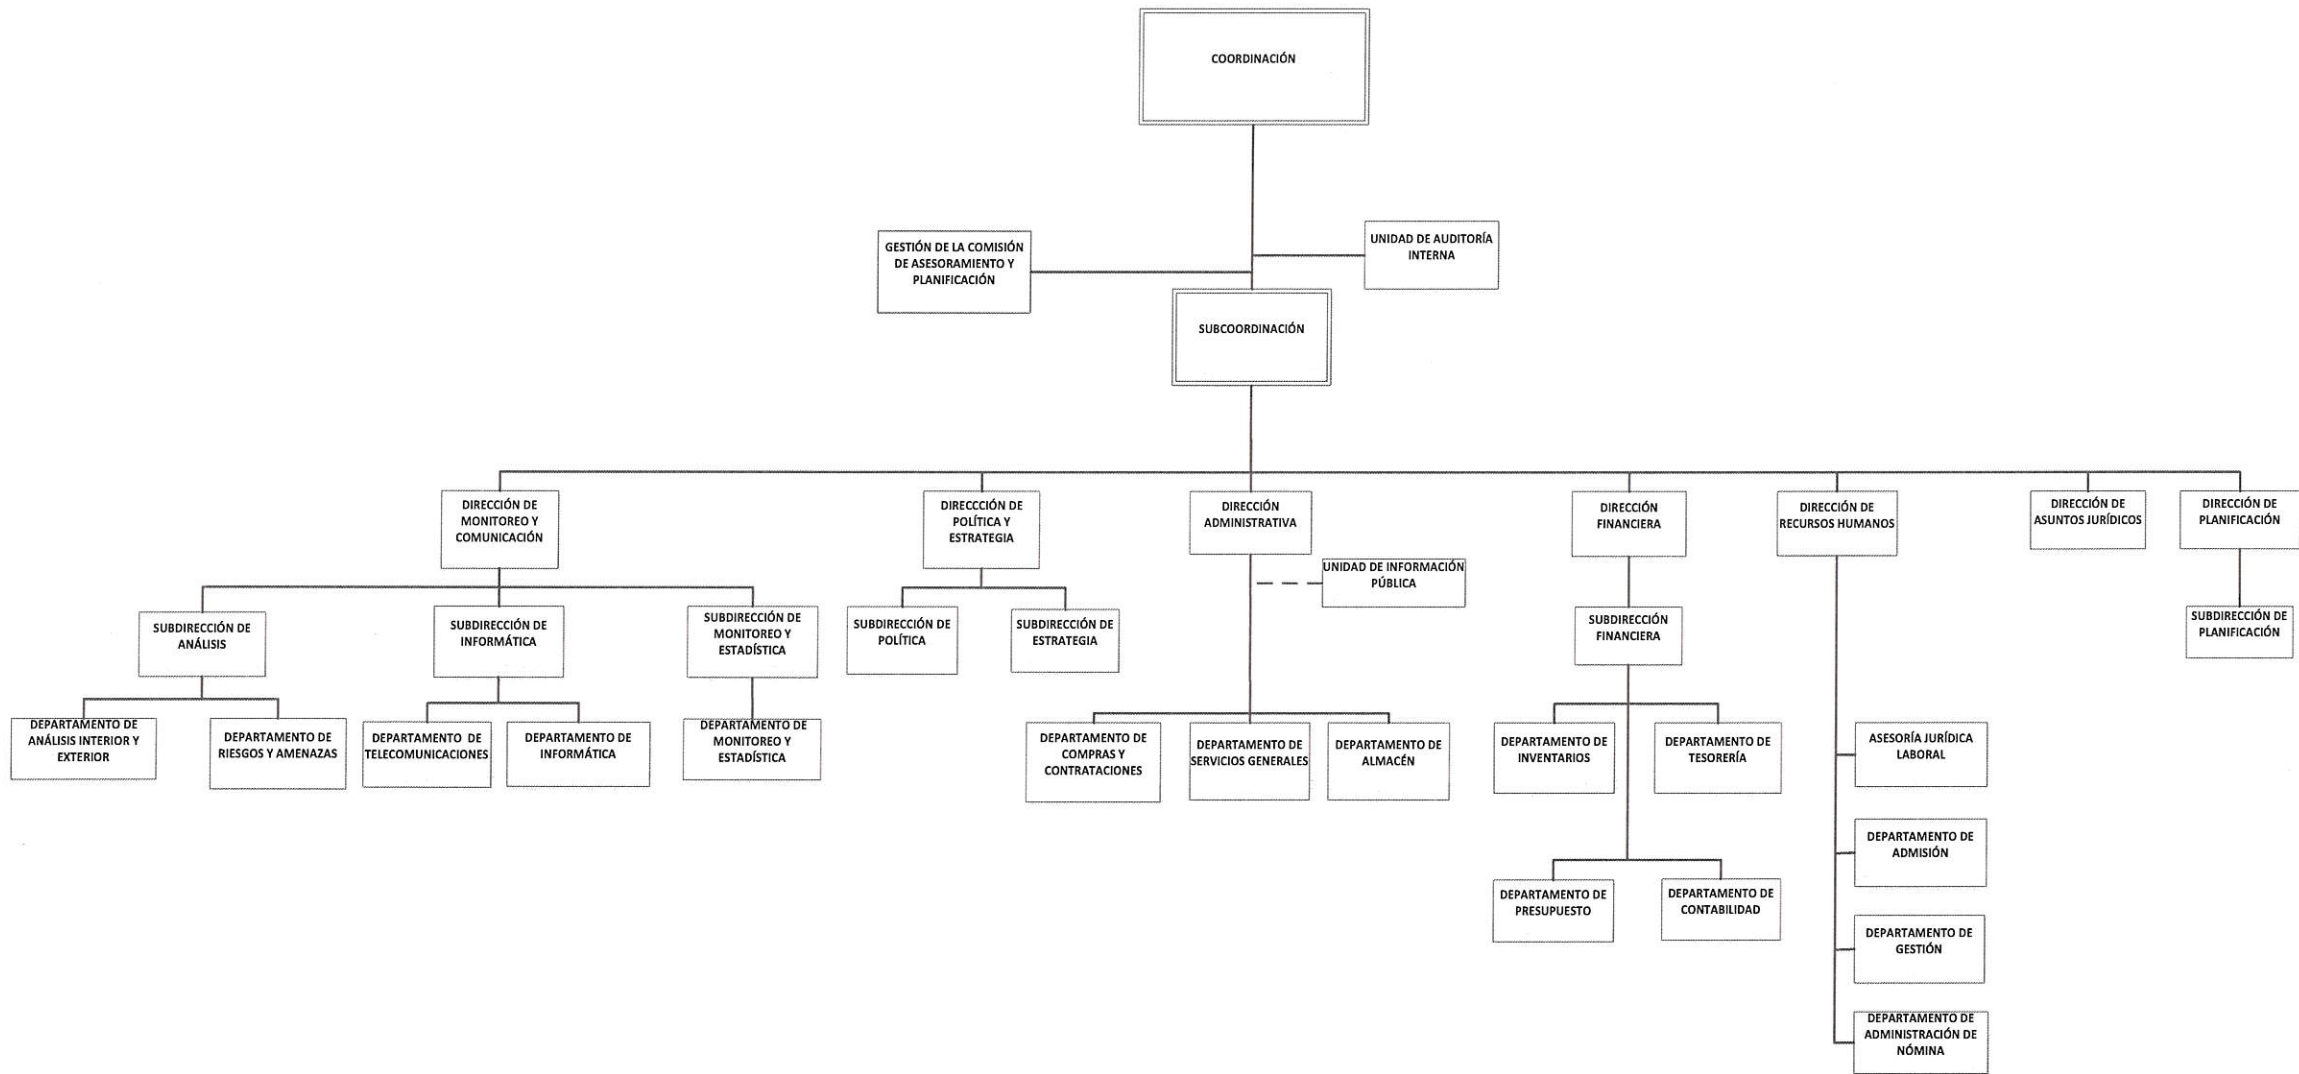 COORDINACIÓN
GESTIÓN DE LA COMISIÓN
DE ASESORAMIENTO Y
PLANIFICACIÓN
UNIDAD DE AUDITORÍA
INTERNA
SUBCOORDINACIÓN
DIRECCIÓN DE
MONITOREO Y
COMUNICACIÓN
DIRECCCIÓN DE
POLÍTICA Y
ESTRATEGIA
DIRECCIÓN
ADMINISTRATIVA
DIRECCIÓN
FINANCIERA
DIRECCIÓN DE
RECURSOS HUMANOS
DIRECCIÓN DE
ASUNTOS JURÍDICOS
DIRECCIÓN DE
PLANIFICACIÓN
UNIDAD DE INFORMACIÓN
PÚBLICA
SUBDIRECCIÓN DE
ANÁLISIS
SUBDIRECCIÓN DE
INFORMÁTICA
SUBDIRECCIÓN DE
MONITOREO Y
ESTADÍSTICA
SUBDIRECCIÓN DE
POLÍTICA
SUBDIRECCIÓN DE
ESTRATEGIA
SUBDIRECCIÓN
FINANCIERA
SUBDIRECCIÓN DE
PLANIFICACIÓN
DEPARTAMENTO DE
ANÁLISIS INTERIOR Y
EXTERIOR
DEPARTAMENTO DE
RIESGOS Y AMENAZAS
DEPARTAMENTO DE
TELECOMUNICACIONES
DEPARTAMENTO DE
INFORMÁTICA
DEPARTAMENTO DE
MONITOREO Y
ESTADÍSTICA
DEPARTAMENTO DE
COMPRAS Y
CONTRATACIONES
DEPARTAMENTO DE
SERVICIOS GENERALES
DEPARTAMENTO DE
ALMACÉN
DEPARTAMENTO DE
INVENTARIOS
DEPARTAMENTO DE
TESORERÍA
ASESORÍA JURÍDICA
LABORAL
DEPARTAMENTO DE
ADMISIÓN
DEPARTAMENTO DE
PRESUPUESTO
DEPARTAMENTO DE
CONTABILIDAD
DEPARTAMENTO DE
GESTIÓN
DEPARTAMENTO DE
ADMINISTRACIÓN DE
NÓMINA